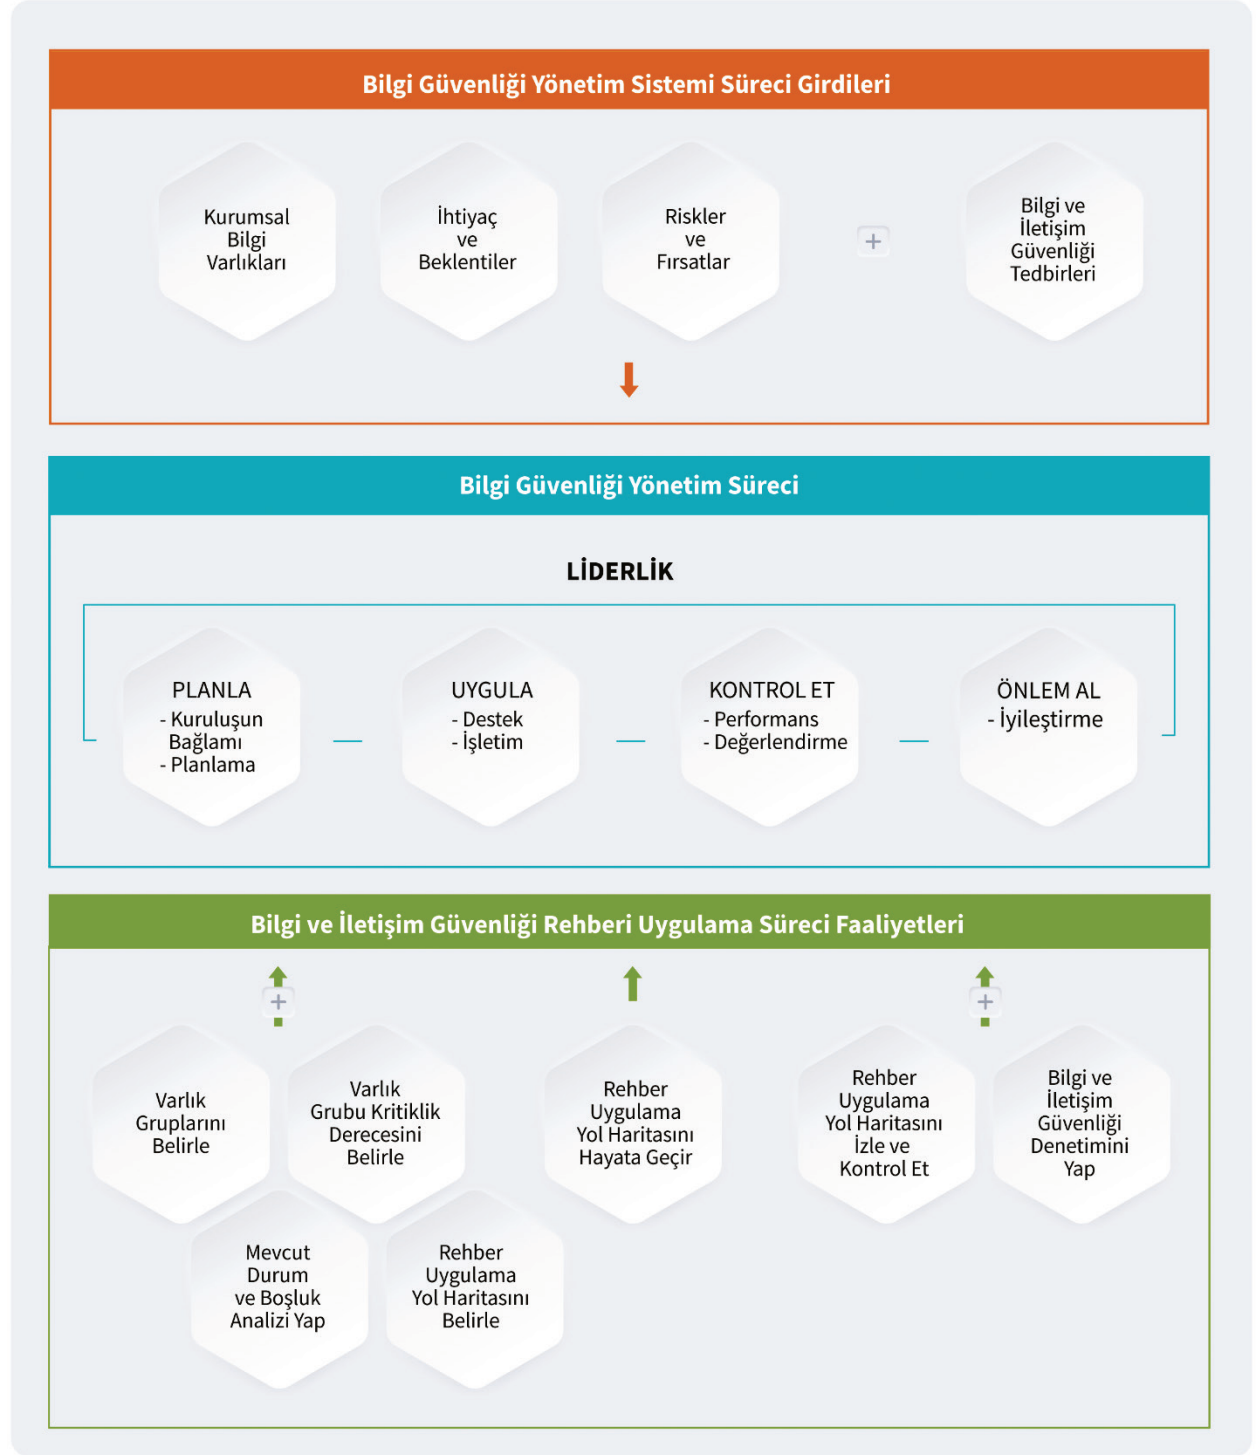 Bilgi Güvenliği Yönetim Sistemi Süreci Girdileri
Kurumsal
Bilgi
Varlıkları
İhtiyaç
ve
Beklentiler
Riskler
ve
Fırsatlar
+
Bilgi ve
İletişim
Güvenliği
Tedbirleri
Bilgi Güvenliği Yönetim Süreci
LİDERLİK
PLANLA
- Kuruluşun
Bağlamı
- Planlama
UYGULA
- Destek
- İşletim
KONTROL ET
- Performans
- Değerlendirme
ÖNLEM AL
- İyileştirme
Bilgi ve İletişim Güvenliği Rehberi Uygulama Süreci Faaliyetleri
+
+
Varlık
Gruplarını
Belirle
Varlık
Grubu Kritiklik
Derecesini
Belirle
Mevcut
Durum
ve Boşluk
Analizi Yap
Rehber
Uygulama
Yol Haritasını
Belirle
Rehber
Uygulama
Yol Haritasını
Hayata Geçir
Rehber
Uygulama
Yol Haritasını
İzle ve
Kontrol Et
Bilgi ve
İletişim
Güvenliği
Denetimini
Yap